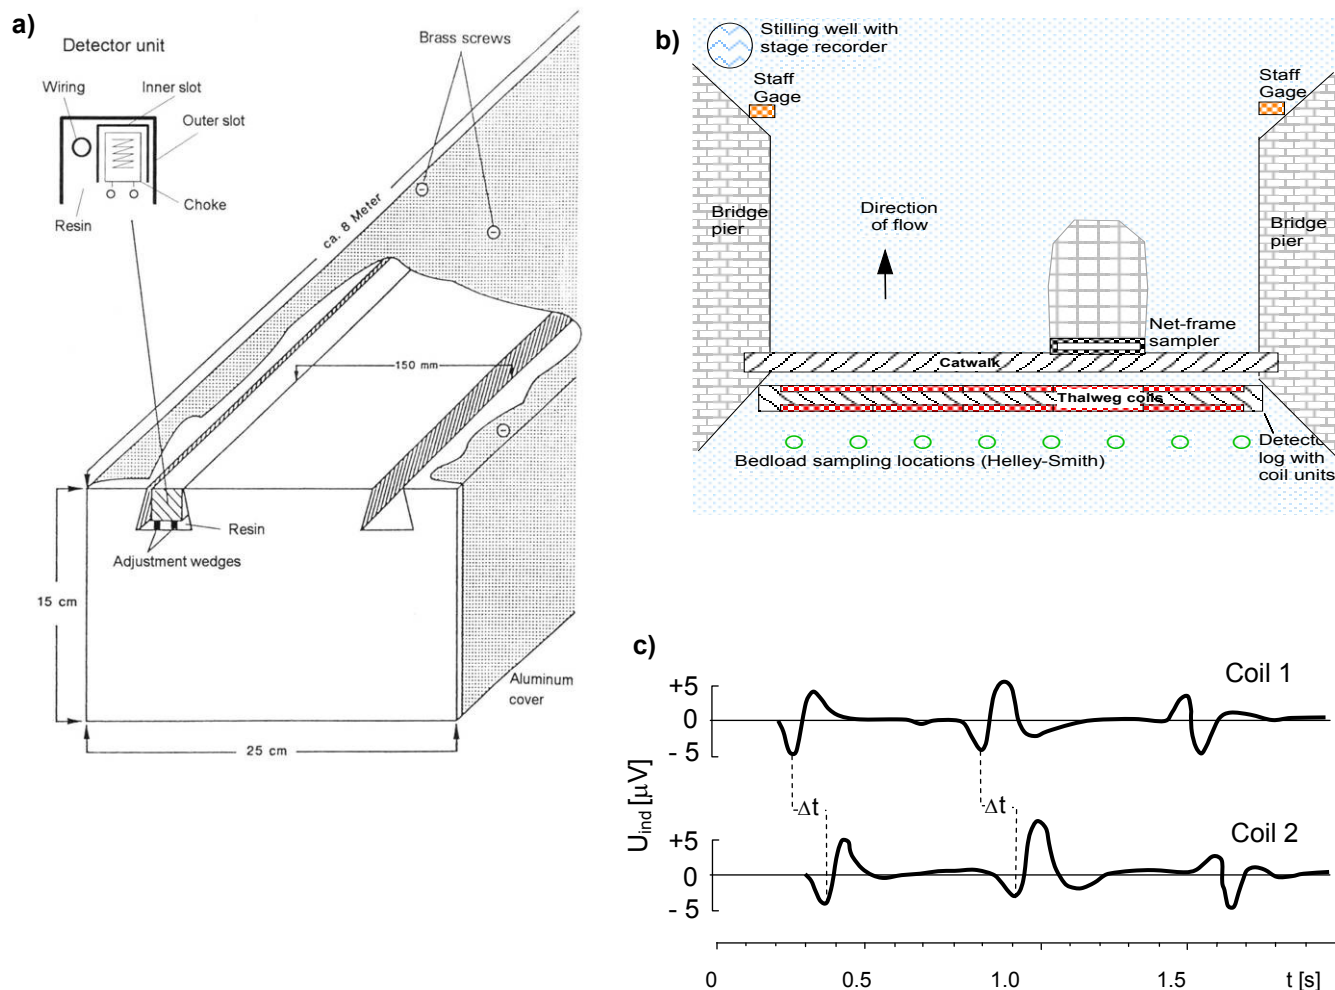 a)
Detector unit
Wiring
Inner slot
Outer slot
Choke
Resin
Brass screws
ca. 8 Meter
150 mm
Resin
Adjustment wedges
15 cm
25 cm
Aluminum
cover
b)
Stilling well with
stage recorder
Staff
Gage
Staff
Gage
Bridge
pier
Direction
of flow
Bridge
pier
Net-frame
sampler
Catwalk
Thalweg coils
Bedload sampling locations (Helley-Smith)
Detecto
log with
coil units
c)
Coil 1
+5
0
- 5
Δt
Δt
U_ind [µV]
Coil 2
+5
0
- 5
0
0.5
1.0
1.5
t [s]